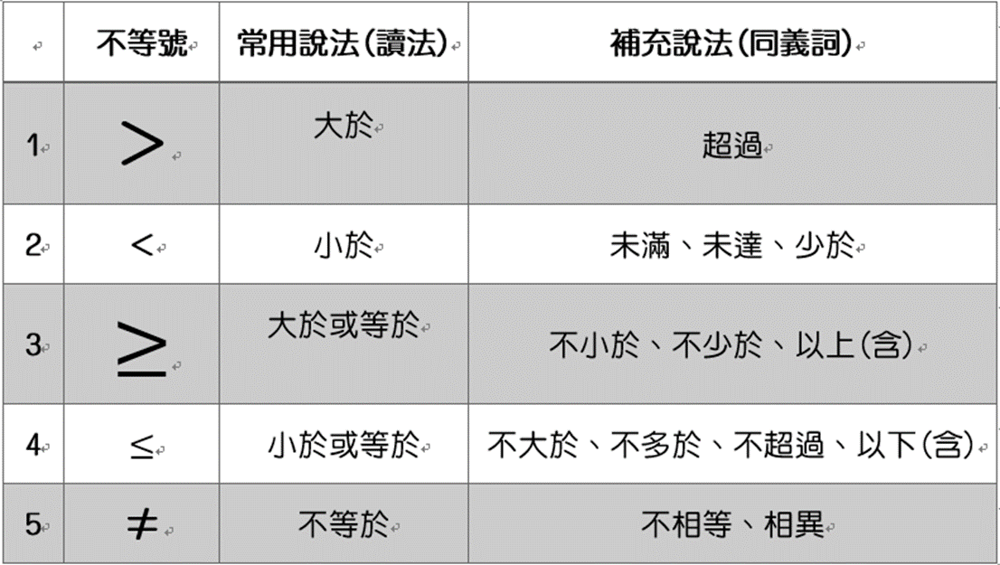 不等號 常用說法(讀法) 補充說法(同義詞)
1 > 大於 超過
2 < 小於 未滿、未達、少於
3 ≥ 大於或等於 不小於、不少於、以上(含)
4 ≤ 小於或等於 不大於、不多於、不超過、以下(含)
5 ≠ 不等於 不相等、相異